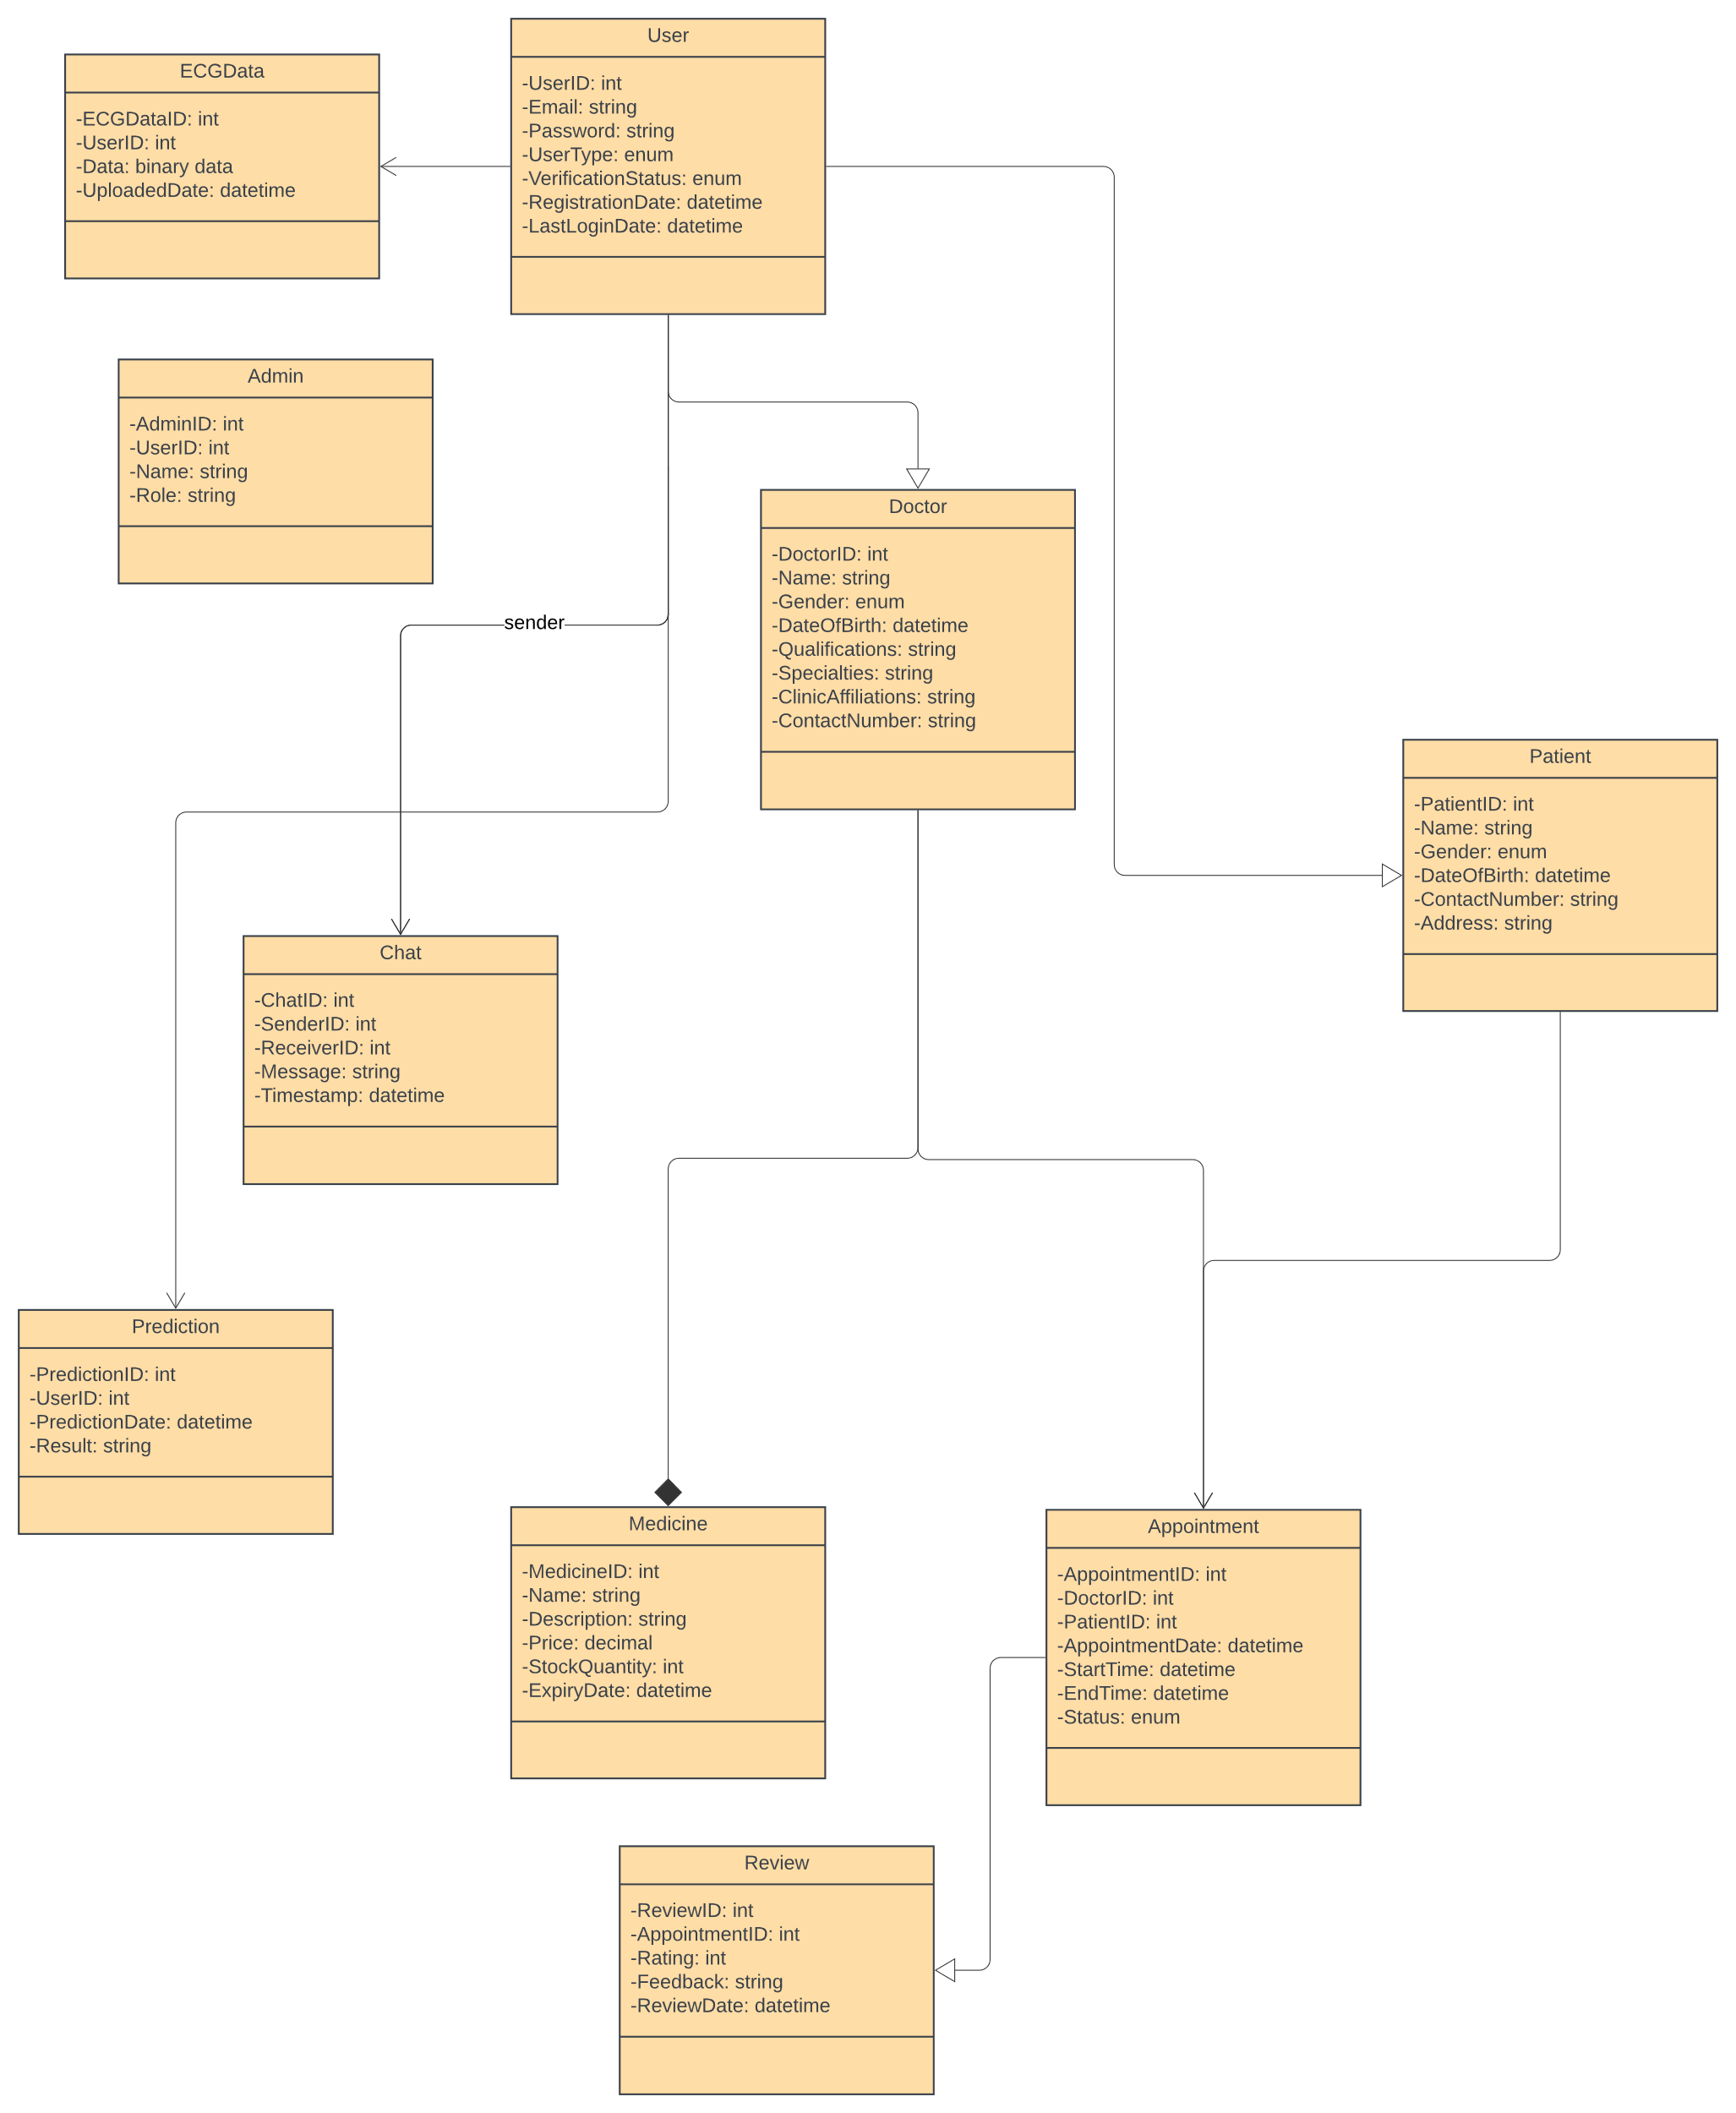 User
-UserID: int
-Email: string
-Password: string
-UserType: enum
-VerificationStatus: enum
-RegistrationDate: datetime
-LastLoginDate: datetime
ECGData
-ECGDataID: int
-UserID: int
-Data: binary data
-UploadedDate: datetime
Admin
-AdminID: int
-UserID: int
-Name: string
-Role: string
Doctor
-DoctorID: int
-Name: string
-Gender: enum
-DateOfBirth: datetime
-Qualifications: string
-Specialties: string
-ClinicAffiliations: string
-ContactNumber: string
sender
Patient
-PatientID: int
-Name: string
-Gender: enum
-DateOfBirth: datetime
-ContactNumber: string
-Address: string
Chat
-ChatID: int
-SenderID: int
-ReceiverID: int
-Message: string
-Timestamp: datetime
Prediction
-PredictionID: int
-UserID: int
-PredictionDate: datetime
-Result: string
Medicine
-MedicineID: int
-Name: string
-Description: string
-Price: decimal
-StockQuantity: int
-ExpiryDate: datetime
Appointment
-AppointmentID: int
-DoctorID: int
-PatientID: int
-AppointmentDate: datetime
-StartTime: datetime
-EndTime: datetime
-Status: enum
Review
-ReviewID: int
-AppointmentID: int
-Rating: int
-Feedback: string
-ReviewDate: datetime